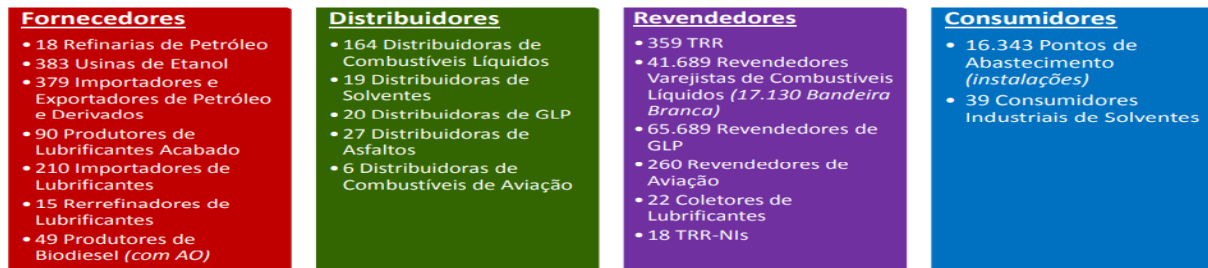 Fornecedores
• 18 Refinarias de Petróleo
• 383 Usinas de Etanol
• 379 Importadores e
Exportadores de Petróleo
e Derivados
• 90 Produtores de
Lubrificantes Acabado
• 210 Importadores de
Lubrificantes
• 15 Rerrefinadores de
Lubrificantes
• 49 Produtores de
Biodiesel (com AO)
Distribuidores
• 164 Distribuidoras de
Combustíveis Líquidos
• 19 Distribuidoras de
Solventes
• 20 Distribuidoras de GLP
• 27 Distribuidoras de
Asfaltos
• 6 Distribuidoras de
Combustíveis de Aviação
Revendedores
• 359 TRR
• 41.689 Revendedores
Varejistas de Combustíveis
Líquidos (17.130 Bandeira
Branca)
• 65.689 Revendedores de
GLP
• 260 Revendedores de
Aviação
• 22 Coletores de
Lubrificantes
• 18 TRR-NIs
Consumidores
• 16.343 Pontos de
Abastecimento
(instalações)
• 39 Consumidores
Industriais de Solventes